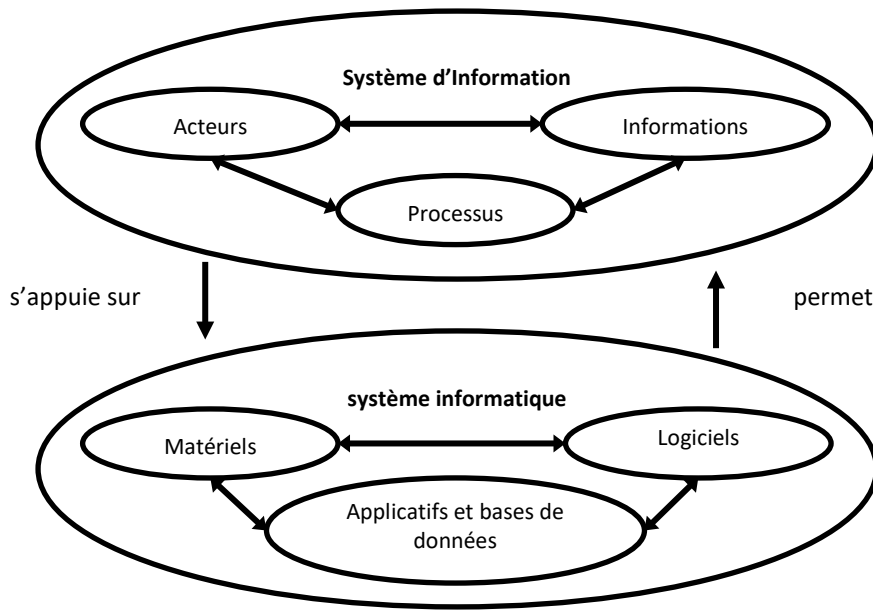 Système d’Information
Acteurs
Informations
Processus
s’appuie sur
permet
système informatique
Matériels
Logiciels
Applicatifs et bases de
données